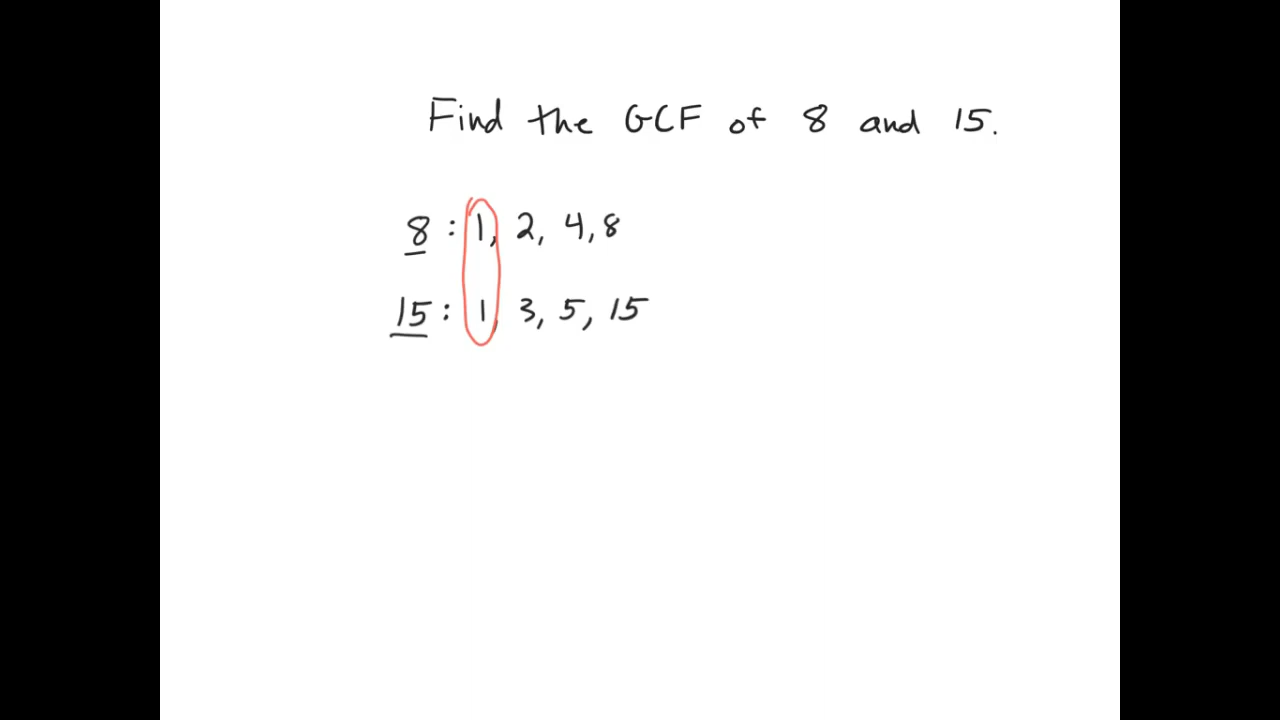 Find the GCF of 8 and 15.
8 : 1, 2, 4, 8
15 : 1, 3, 5, 15